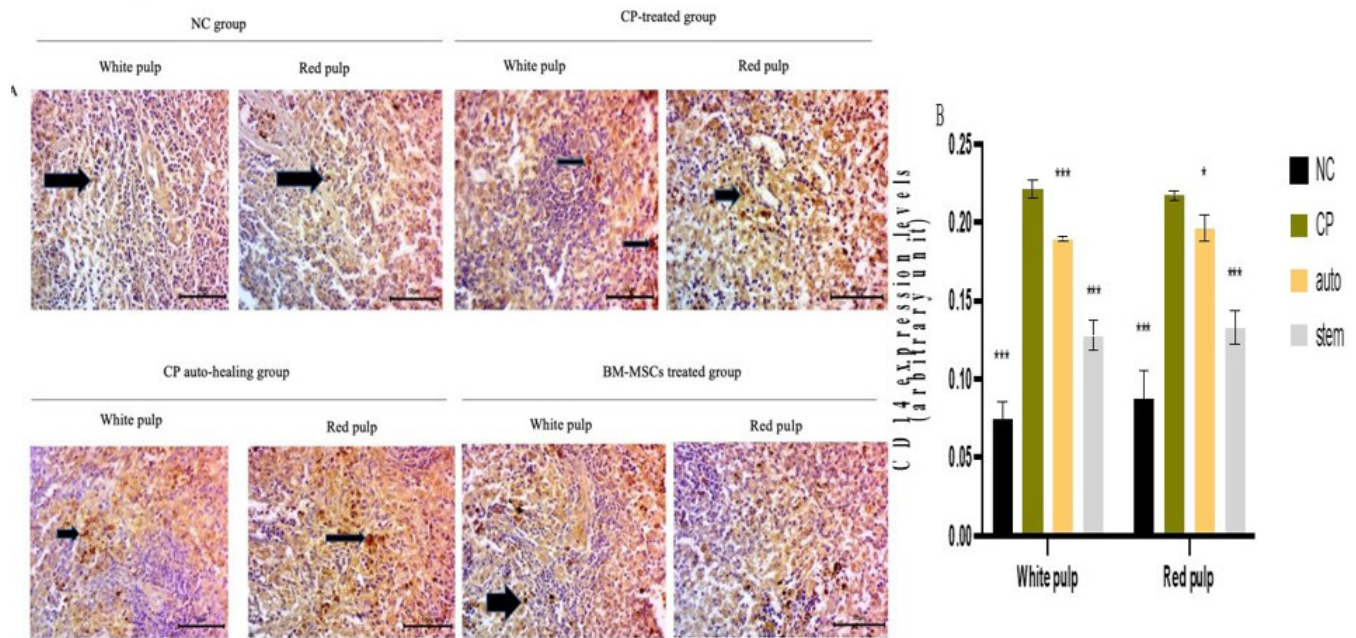 NC group
CP-treated group
White pulp
Red pulp
White pulp
Red pulp
A
CP auto-healing group
BM-MSCs treated group
White pulp
Red pulp
White pulp
Red pulp
B
CD 14 expression levels
(arbitrary unit)
0.25
0.20
0.15
0.10
0.05
0.00
***
***
***
***
*
***
White pulp
Red pulp
NC
CP
auto
stem